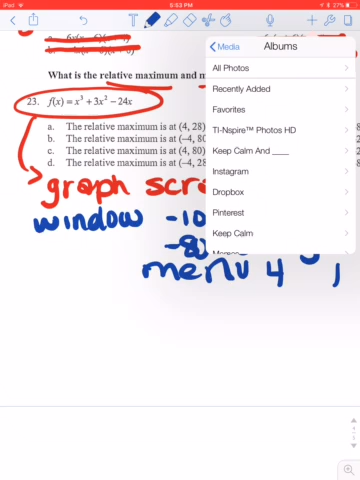 iPad
5:53 PM
27%
Media
Albums
All Photos
Recently Added
Favorites
TI-Nspire™ Photos HD
Keep Calm And ____
Instagram
Dropbox
Pinterest
Keep Calm
What is the relative maximum and
23. f(x) = x³ + 3x² − 24x
a. The relative maximum is at (4, 28)
b. The relative maximum is at (−4, 80
c. The relative maximum is at (4, 80)
d. The relative maximum is at (−4, 28
graph
window -10
-80
menu 4